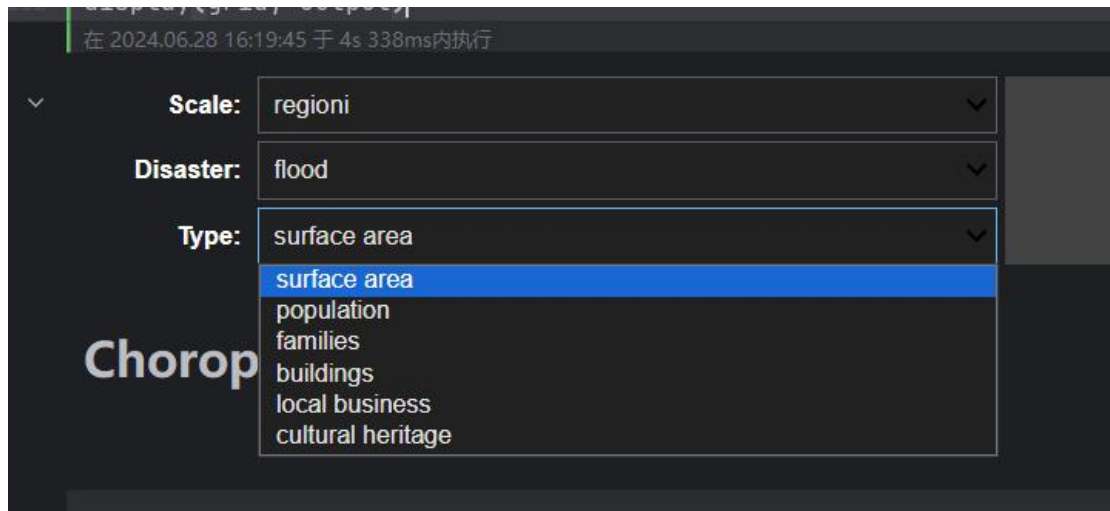 在 2024.06.28 16:19:45 于 4s 338ms内执行
Scale: regioni
Disaster: flood
Type: surface area
surface area
population
families
buildings
local business
cultural heritage
Chorop